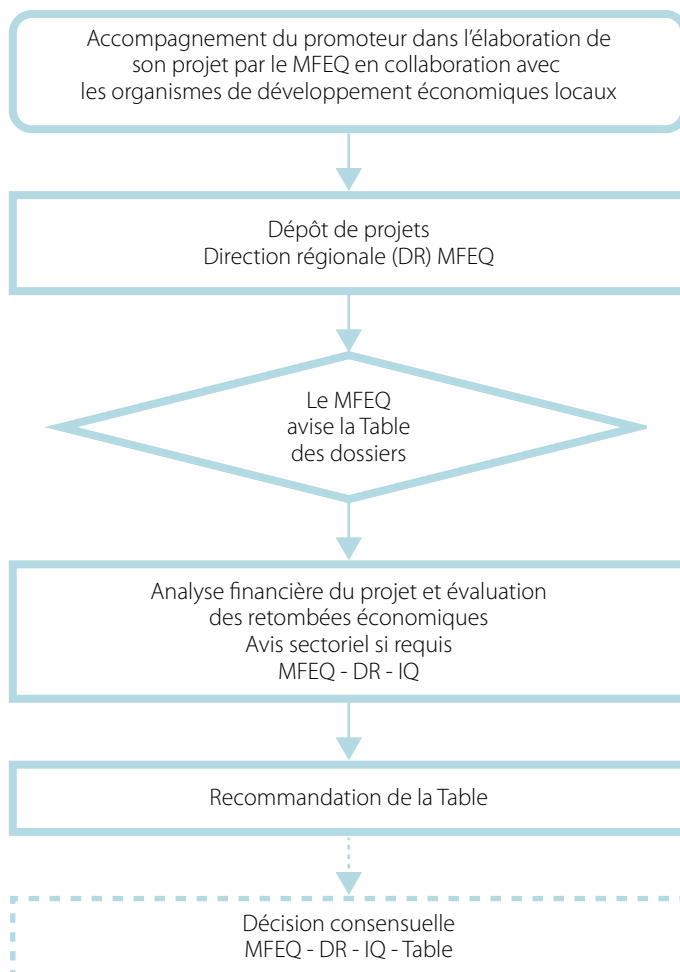 Accompagnement du promoteur dans l’élaboration de
son projet par le MFEQ en collaboration avec
les organismes de développement économiques locaux
Dépôt de projets
Direction régionale (DR) MFEQ
Le MFEQ
avise la Table
des dossiers
Analyse financière du projet et évaluation
des retombées économiques
Avis sectoriel si requis
MFEQ - DR - IQ
Recommandation de la Table
Décision consensuelle
MFEQ - DR - IQ - Table